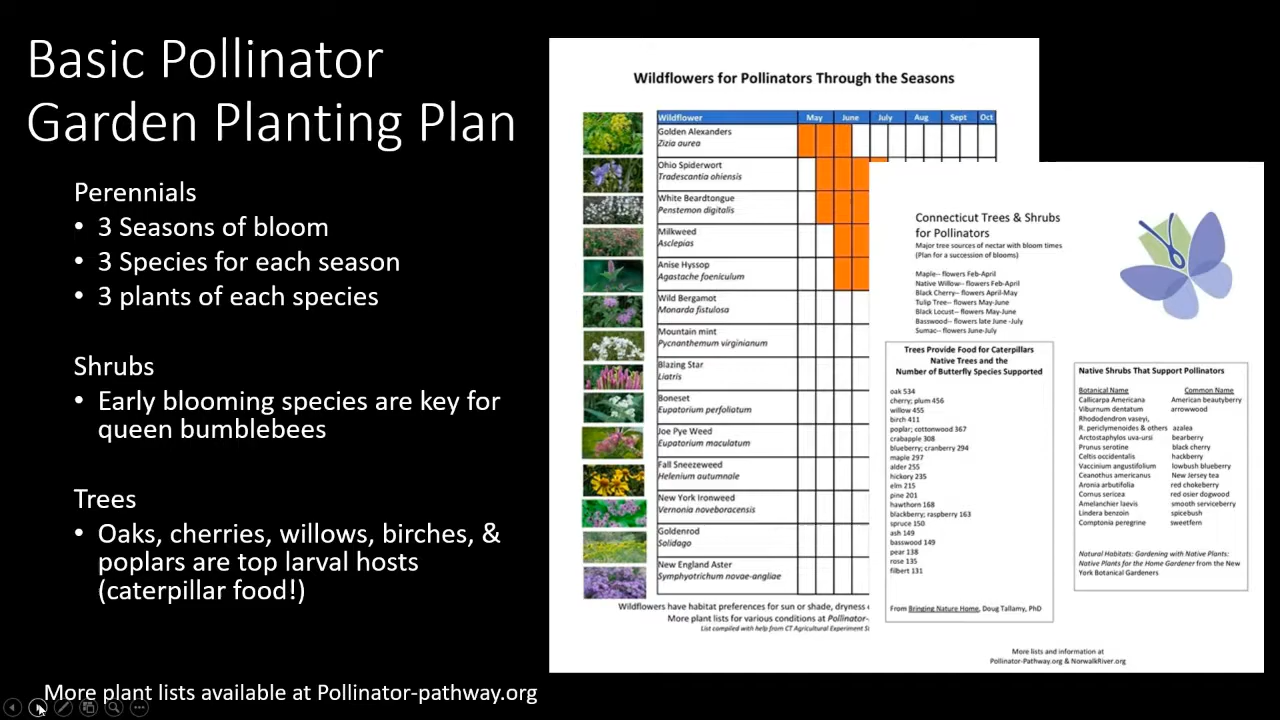 Basic Pollinator
Garden Planting Plan
Perennials
• 3 Seasons of bloom
• 3 Species for each season
• 3 plants of each species
Shrubs
• Early blooming species are key for
queen bumblebees
Trees
• Oaks, cherries, willows, birches, &
poplars are top larval hosts
(caterpillar food!)
More plant lists available at Pollinator-pathway.org
Wildflowers for Pollinators Through the Seasons
Wildflower May June July Aug Sept Oct
Golden Alexanders
Zizia aurea
Ohio Spiderwort
Tradescantia ohiensis
White Beardtongue
Penstemon digitalis
Milkweed
Asclepias
Anise Hyssop
Agastache foeniculum
Wild Bergamot
Monarda fistulosa
Mountain mint
Pycnanthemum virginianum
Blazing Star
Liatris
Boneset
Eupatorium perfoliatum
Joe Pye Weed
Eupatorium maculatum
Fall Sneezeweed
Helenium autumnale
New York Ironweed
Vernonia noveboracensis
Goldenrod
Solidago
New England Aster
Symphyotrichum novae-angliae
Wildflowers have habitat preferences for sun or shade, dryness
More plant lists for various conditions at Pollinator-
List compiled with help from CT Agricultural Experiment
Connecticut Trees & Shrubs
for Pollinators
Major tree sources of nectar with bloom times
(Plan for a succession of blooms)
Maple-- flowers Feb-April
Native Willow-- flowers Feb-April
Black Cherry-- flowers April-May
Tulip Tree-- flowers May-June
Black Locust-- flowers May-June
Basswood-- flowers late June -July
Sumac-- flowers June-July
Trees Provide Food for Caterpillars
Native Trees and the
Number of Butterfly Species Supported
oak 534
cherry; plum 456
willow 455
birch 411
poplar; cottonwood 367
crabapple 308
blueberry; cranberry 294
maple 297
alder 255
hickory 235
elm 215
pine 201
hawthorn 168
blackberry; raspberry 163
spruce 150
ash 149
basswood 149
pear 138
rose 135
filbert 131
From Bringing Nature Home, Doug Tallamy, PhD
Native Shrubs That Support Pollinators
Botanical Name Common Name
Callicarpa Americana American beautyberry
Viburnum dentatum arrowwood
Rhododendron vaseyi,
R. periclymenoides & others azalea
Arctostaphylos uva-ursi bearberry
Prunus serotine black cherry
Celtis occidentalis hackberry
Vaccinium angustifolium lowbush blueberry
Ceanothus americanus New Jersey tea
Aronia arbutifolia red chokeberry
Cornus sericea red osier dogwood
Amelanchier laevis smooth serviceberry
Lindera benzoin spicebush
Comptonia peregrine sweetfern
Natural Habitats: Gardening with Native Plants:
Native Plants for the Home Gardener from the New
York Botanical Gardeners
More lists and information at
Pollinator-Pathway.org & NorwalkRiver.org